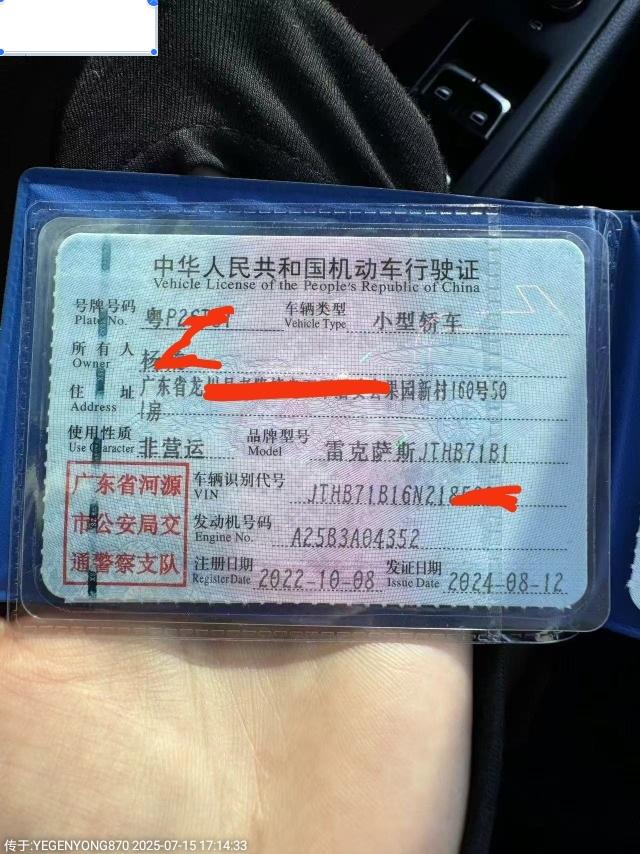 中华人民共和国机动车行驶证
Vehicle License of the People's Republic of China
号牌号码 Plate No. 粤P2 车辆类型 Vehicle Type 小型轿车
所有人 Owner 杨
住址 Address 广东省龙 果园新村160号50
房
使用性质 Use Character 非营运 品牌型号 Model 雷克萨斯JTHB71B1
广东省河源
市公安局交
通警察支队
车辆识别代号 VIN JTHB71B16N218
发动机号码 Engine No. A25B3A04352
注册日期 Register Date 2022-10-08 发证日期 Issue Date 2024-08-12
传于:YEGENYONG870 2025-07-15 17:14:33